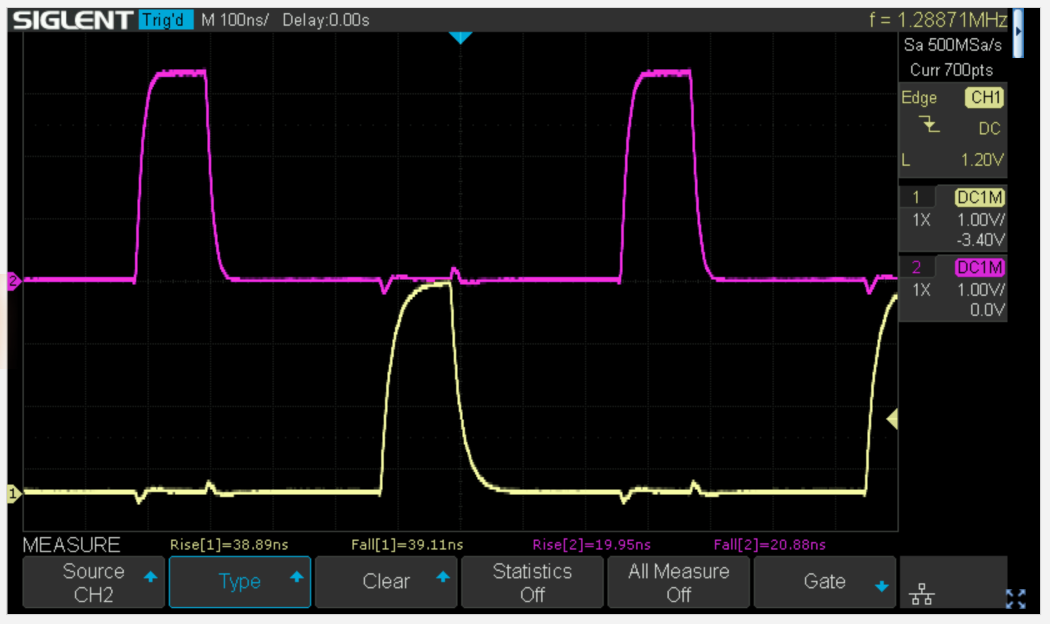 SIGLENT Trig'd M 100ns/ Delay:0.00s f = 1.28871MHz
Sa 500MSa/s
Curr 700pts
Edge CH1
DC
L 1.20V
1 DC1M
1X 1.00V/
-3.40V
2 DC1M
1X 1.00V/
0.0V
2
1
MEASURE Rise[1]=38.89ns Fall[1]=39.11ns Rise[2]=19.95ns Fall[2]=20.88ns
Source
CH2
Type
Clear
Statistics
Off
All Measure
Off
Gate